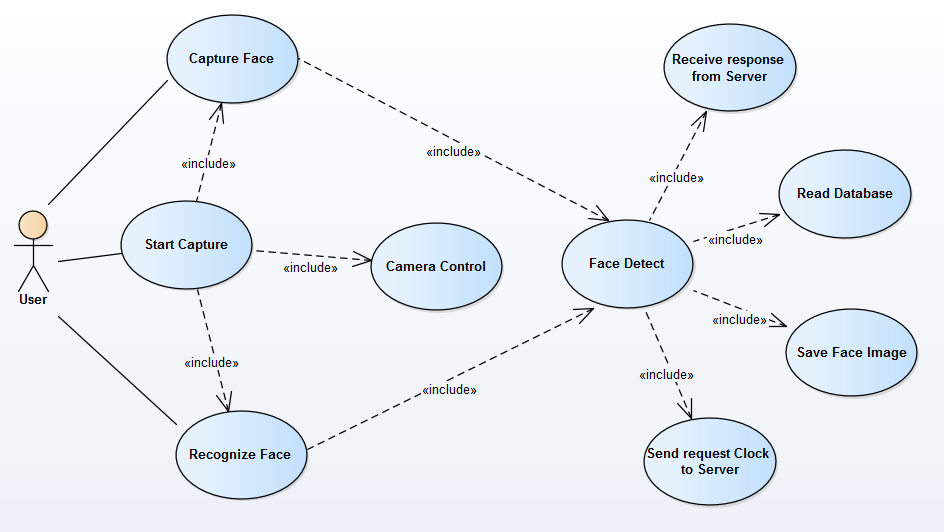 Capture Face
Receive response
from Server
«include»
«include»
«include»
Read Database
User
Start Capture
«include»
«include»
Camera Control
Face Detect
«include»
Save Face Image
«include»
«include»
«include»
Recognize Face
Send request Clock
to Server